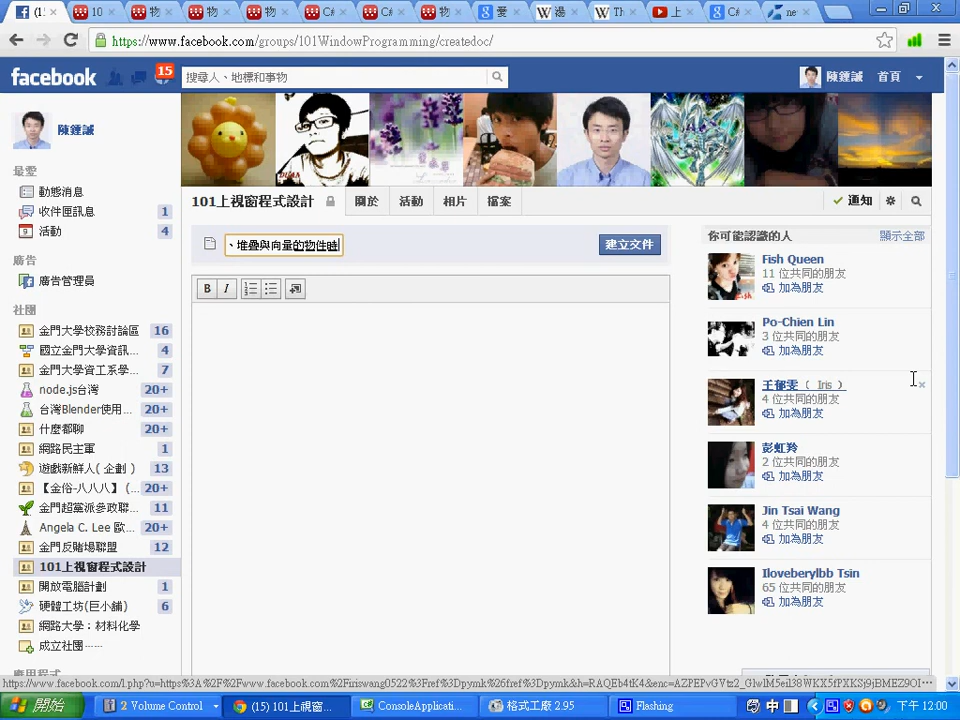 (1:
10
物
物
物
C#
C#
物
愛
湯
Th
上
C#
ne
https://www.facebook.com/groups/101WindowProgramming/createdoc/
facebook
15
搜尋人、地標和事物
陳鍾誠
首頁
陳鍾誠
最愛
動態消息
收件匣訊息 1
活動 4
廣告
廣告管理員
社團
金門大學校務討論區 16
國立金門大學資訊... 4
金門大學資工系學... 7
node.js台灣 20+
台灣Blender使用... 20+
什麼都聊 20+
網路民主軍 1
遊戲新鮮人(企劃) 13
【金俗-八八八】(... 20+
金門超黨派參政聯... 11
Angela C. Lee 歐... 20+
金門反賭場聯盟 12
101上視窗程式設計
開放電腦計劃 1
硬體工坊(巨小舖) 6
網路大學：材料化學
成立社團……
應用程式
101上視窗程式設計
關於
活動
相片
檔案
通知
、堆疊與向量的物件時
建立文件
B I
你可能認識的人 顯示全部
Fish Queen
11 位共同的朋友
加為朋友
Po-Chien Lin
3 位共同的朋友
加為朋友
王郁雯 ( Iris )
4 位共同的朋友
加為朋友
彭虹羚
2 位共同的朋友
加為朋友
Jin Tsai Wang
4 位共同的朋友
加為朋友
Iloveberylbb Tsin
65 位共同的朋友
加為朋友
開始
2 Volume Control
(15) 101上視窗...
ConsoleApplicati...
格式工廠 2.95
Flashing
中
下午 12:00